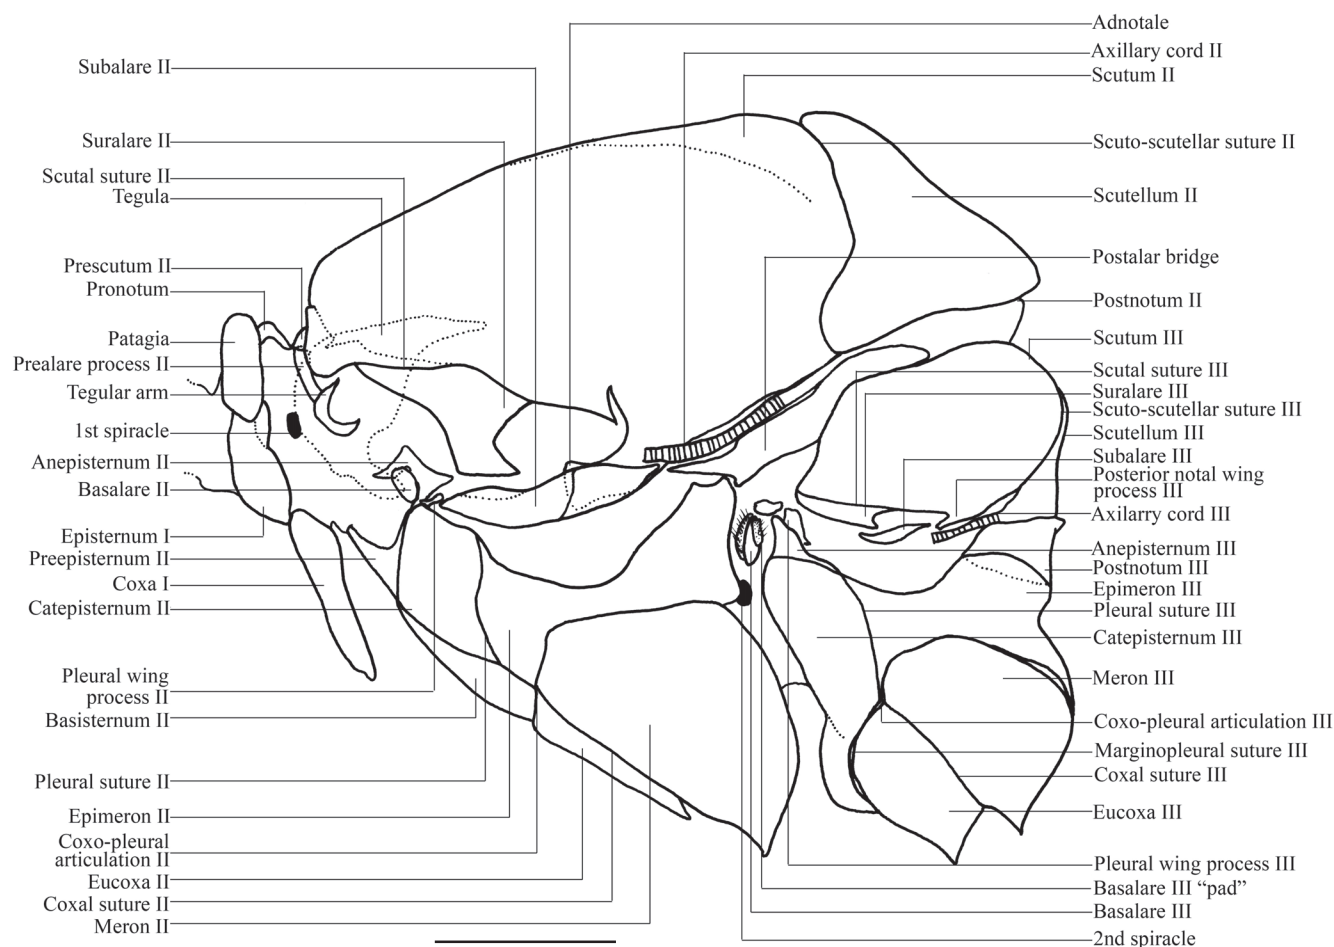 Subalare II
Suralare II
Scutal suture II
Tegula
Prescutum II
Pronotum
Patagia
Prealare process II
Tegular arm
1st spiracle
Anepisternum II
Basalare II
Episternum I
Preepisternum II
Coxa I
Catepisternum II
Pleural wing
process II
Basisternum II
Pleural suture II
Epimeron II
Coxo-pleural
articulation II
Eucoxa II
Coxal suture II
Meron II
Adnotale
Axillary cord II
Scutum II
Scuto-scutellar suture II
Scutellum II
Postalar bridge
Postnotum II
Scutum III
Scutal suture III
Suralare III
Scuto-scutellar suture III
Scutellum III
Subalare III
Posterior notal wing
process III
Axilarry cord III
Anepisternum III
Postnotum III
Epimeron III
Pleural suture III
Catepisternum III
Meron III
Coxo-pleural articulation III
Marginopleural suture III
Coxal suture III
Eucoxa III
Pleural wing process III
Basalare III “pad”
Basalare III
2nd spiracle